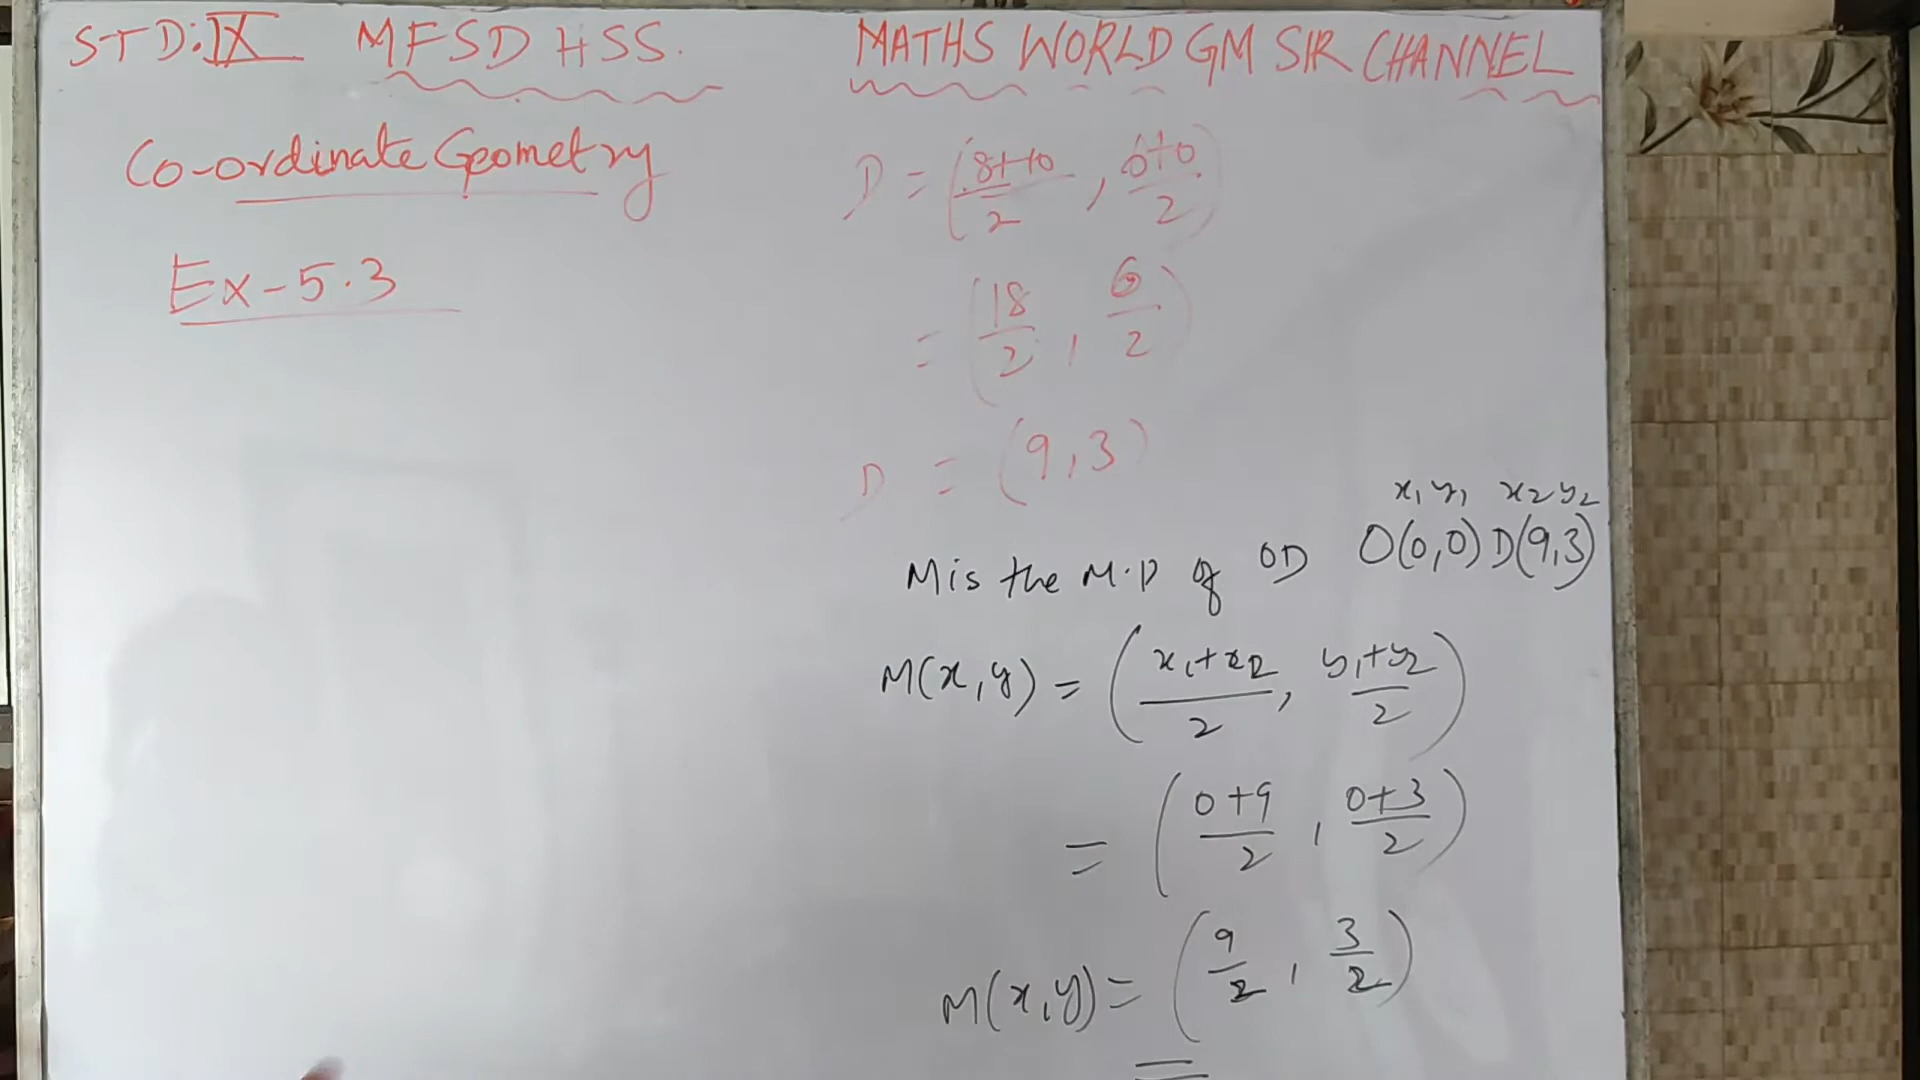 STD:IX MFSD HSS. MATHS WORLD GM SIR CHANNEL
Co-ordinate Geometry
Ex-5.3
D = (8+10/2, 6+0/2)
= (18/2, 6/2)
D = (9,3)
x₁ y₁ x₂ y₂
M is the M.P of OD O(0,0) D(9,3)
M(x,y) = (x₁+x₂/2, y₁+y₂/2)
= (0+9/2, 0+3/2)
M(x,y) = (9/2, 3/2)